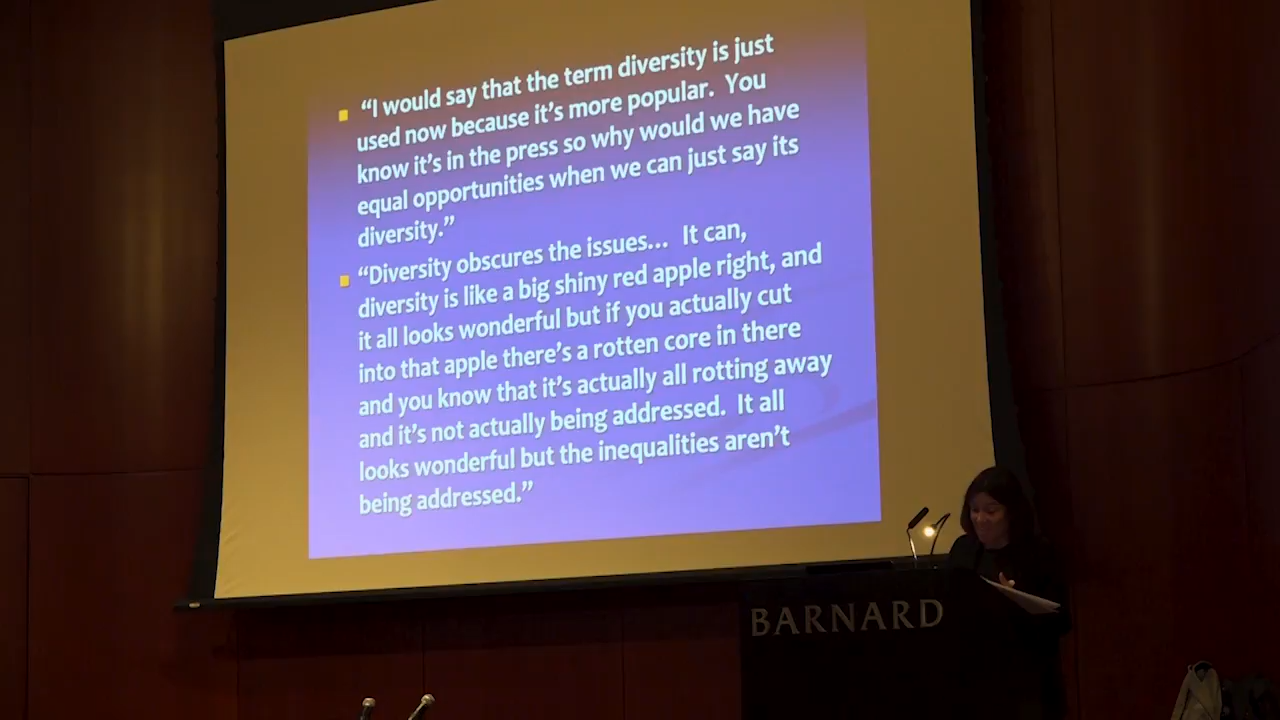 “I would say that the term diversity is just
used now because it’s more popular. You
know it’s in the press so why would we have
equal opportunities when we can just say its
diversity.”
“Diversity obscures the issues... It can,
diversity is like a big shiny red apple right, and
it all looks wonderful but if you actually cut
into that apple there’s a rotten core in there
and you know that it’s actually all rotting away
and it’s not actually being addressed. It all
looks wonderful but the inequalities aren’t
being addressed.”
BARNARD